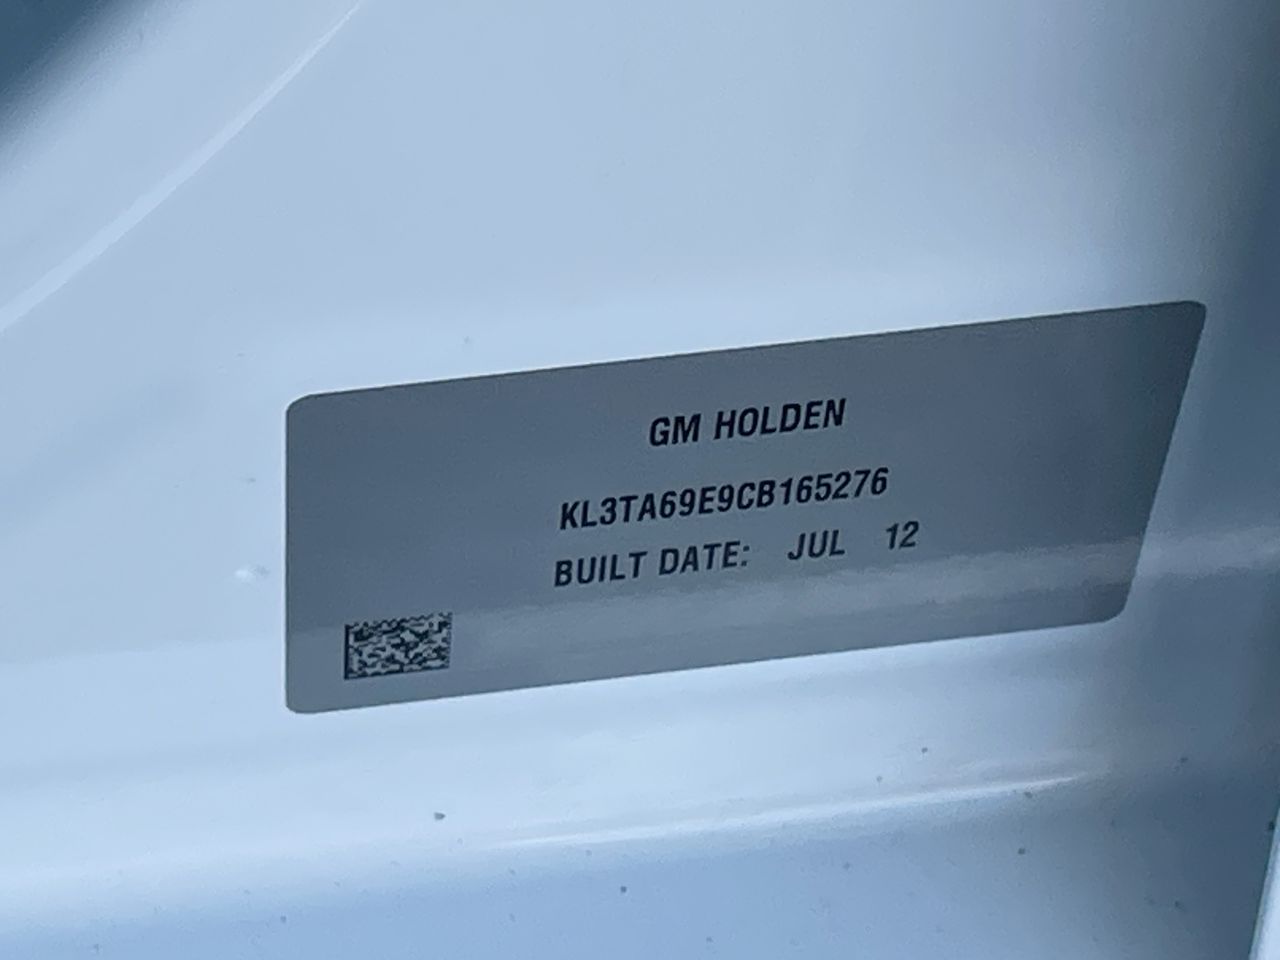 GM HOLDEN
KL3TA69E9CB165276
BUILT DATE: JUL 12